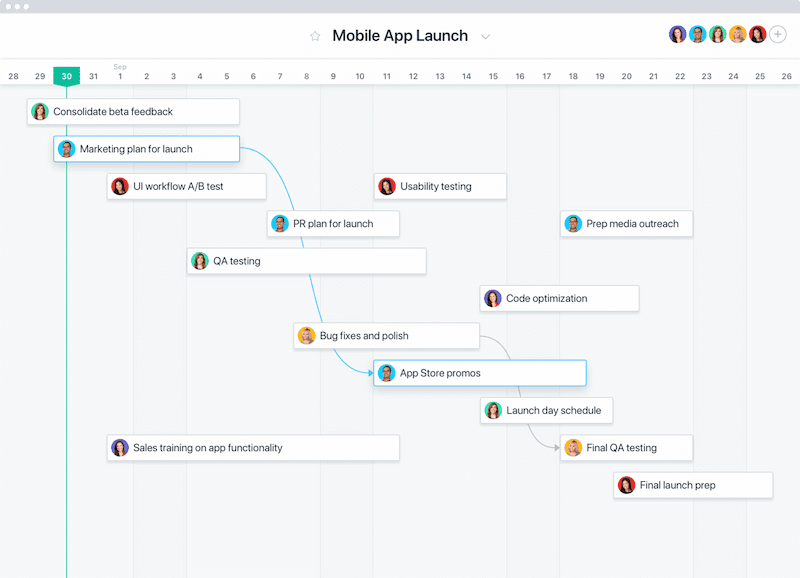 Mobile App Launch
Sep
28 29 30 31 1 2 3 4 5 6 7 8 9 10 11 12 13 14 15 16 17 18 19 20 21 22 23 24 25 26
Consolidate beta feedback
Marketing plan for launch
UI workflow A/B test
Usability testing
PR plan for launch
Prep media outreach
QA testing
Code optimization
Bug fixes and polish
App Store promos
Launch day schedule
Sales training on app functionality
Final QA testing
Final launch prep